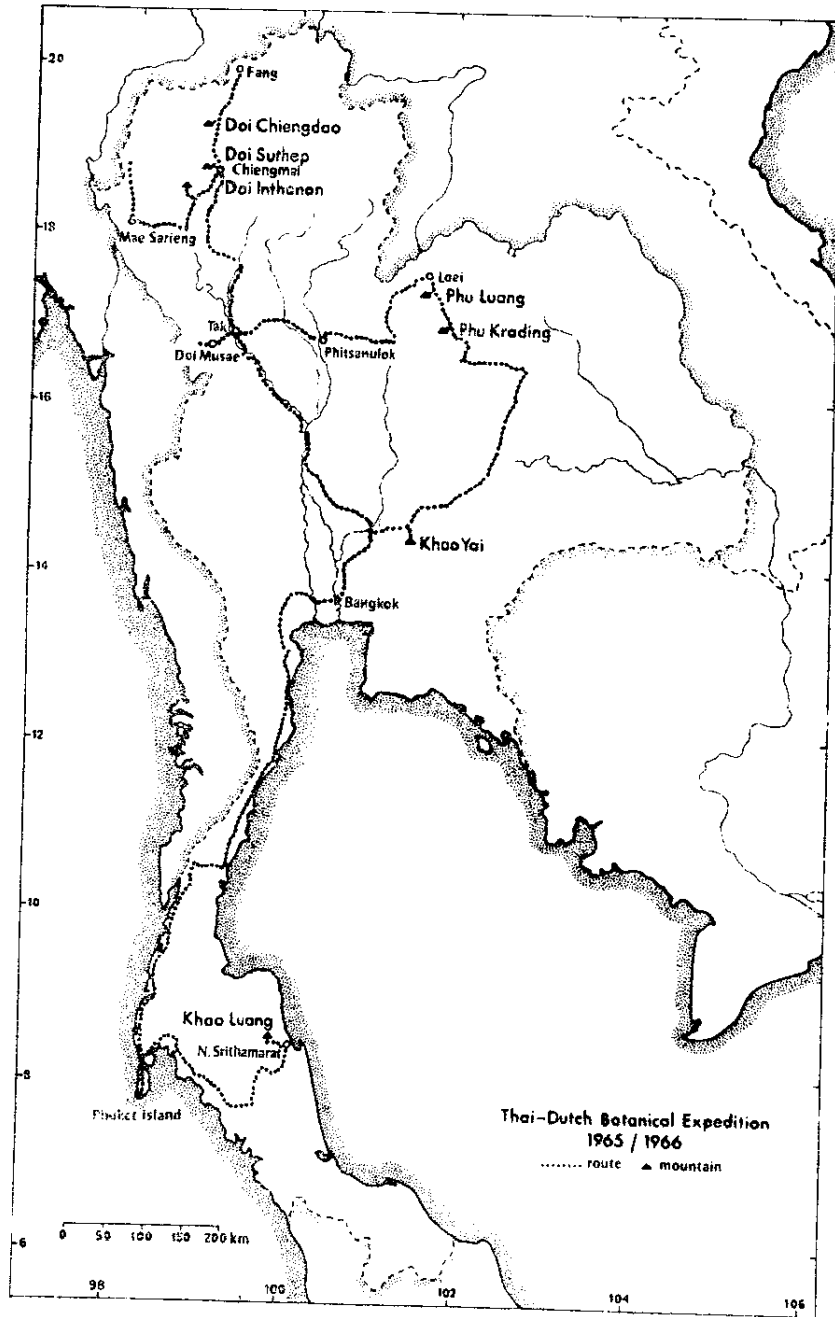 20
Fang
Doi Chiengdao
Doi Suthep
Chiengmai
Doi Inthanon
18
Mae Sarieng
Loei
Phu Luang
Tak
Phu Krading
Doi Musae
Phitsanulok
16
Khao Yai
14
Bangkok
12
10
Khao Luang
N. Srithamarat
8
Phuket Island
Thai-Dutch Botanical Expedition
1965 / 1966
route mountain
0 50 100 150 200 km
6
98 100 102 104 106